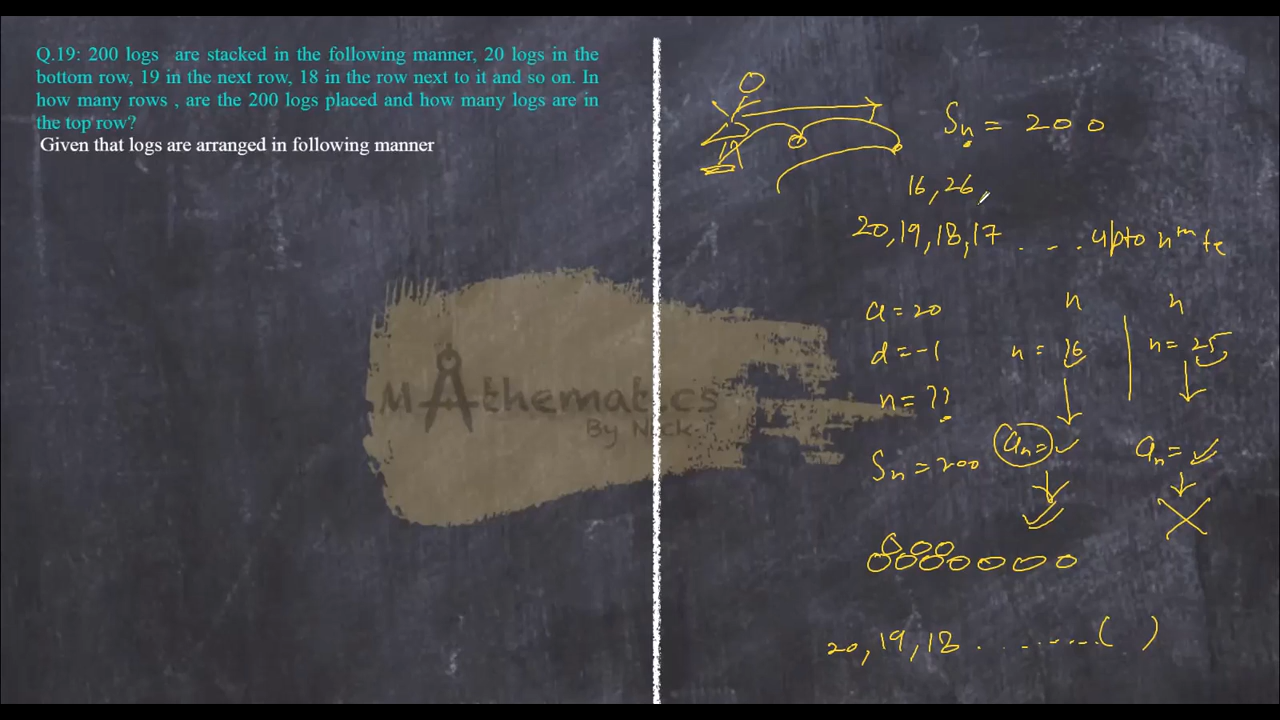 Q.19: 200 logs are stacked in the following manner, 20 logs in the
bottom row, 19 in the next row, 18 in the row next to it and so on. In
how many rows , are the 200 logs placed and how many logs are in
the top row?
Given that logs are arranged in following manner
Mathematics
By Nick
Sn = 200
16, 26,
20, 19, 18, 17 . . . . upto nth te
a = 20
d = -1
n = ??
Sn = 200
n
n = 16
an = ✓
n
n = 25
an = ✓
20, 19, 18 . . . . . . . . ( )